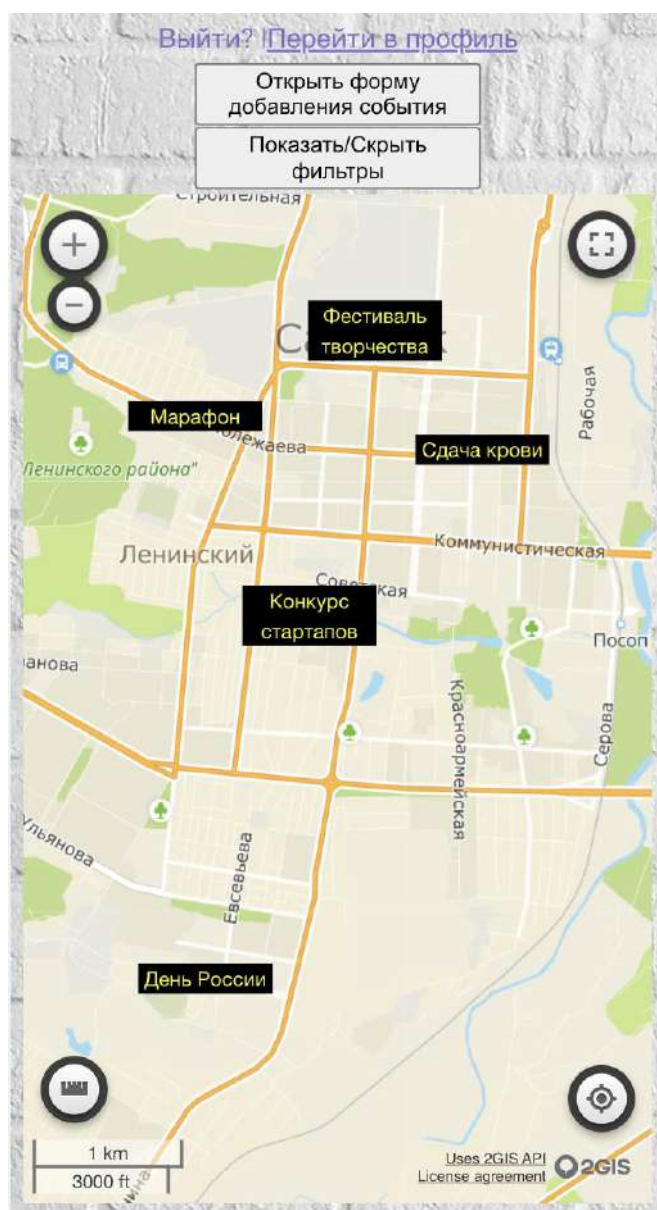 Выйти? |Перейти в профиль
Открыть форму
добавления события
Показать/Скрыть
фильтры
Строительная
Фестиваль
творчества
Рабочая
Марафон
Сдача крови
Ленинского района"
Коммунистическая
Ленинский
Конкурс
стартапов
Посоп
Красноармейская
Серова
Ульянова
Евсевьева
День России
1 km
3000 ft
Uses 2GIS API
License agreement
2GIS